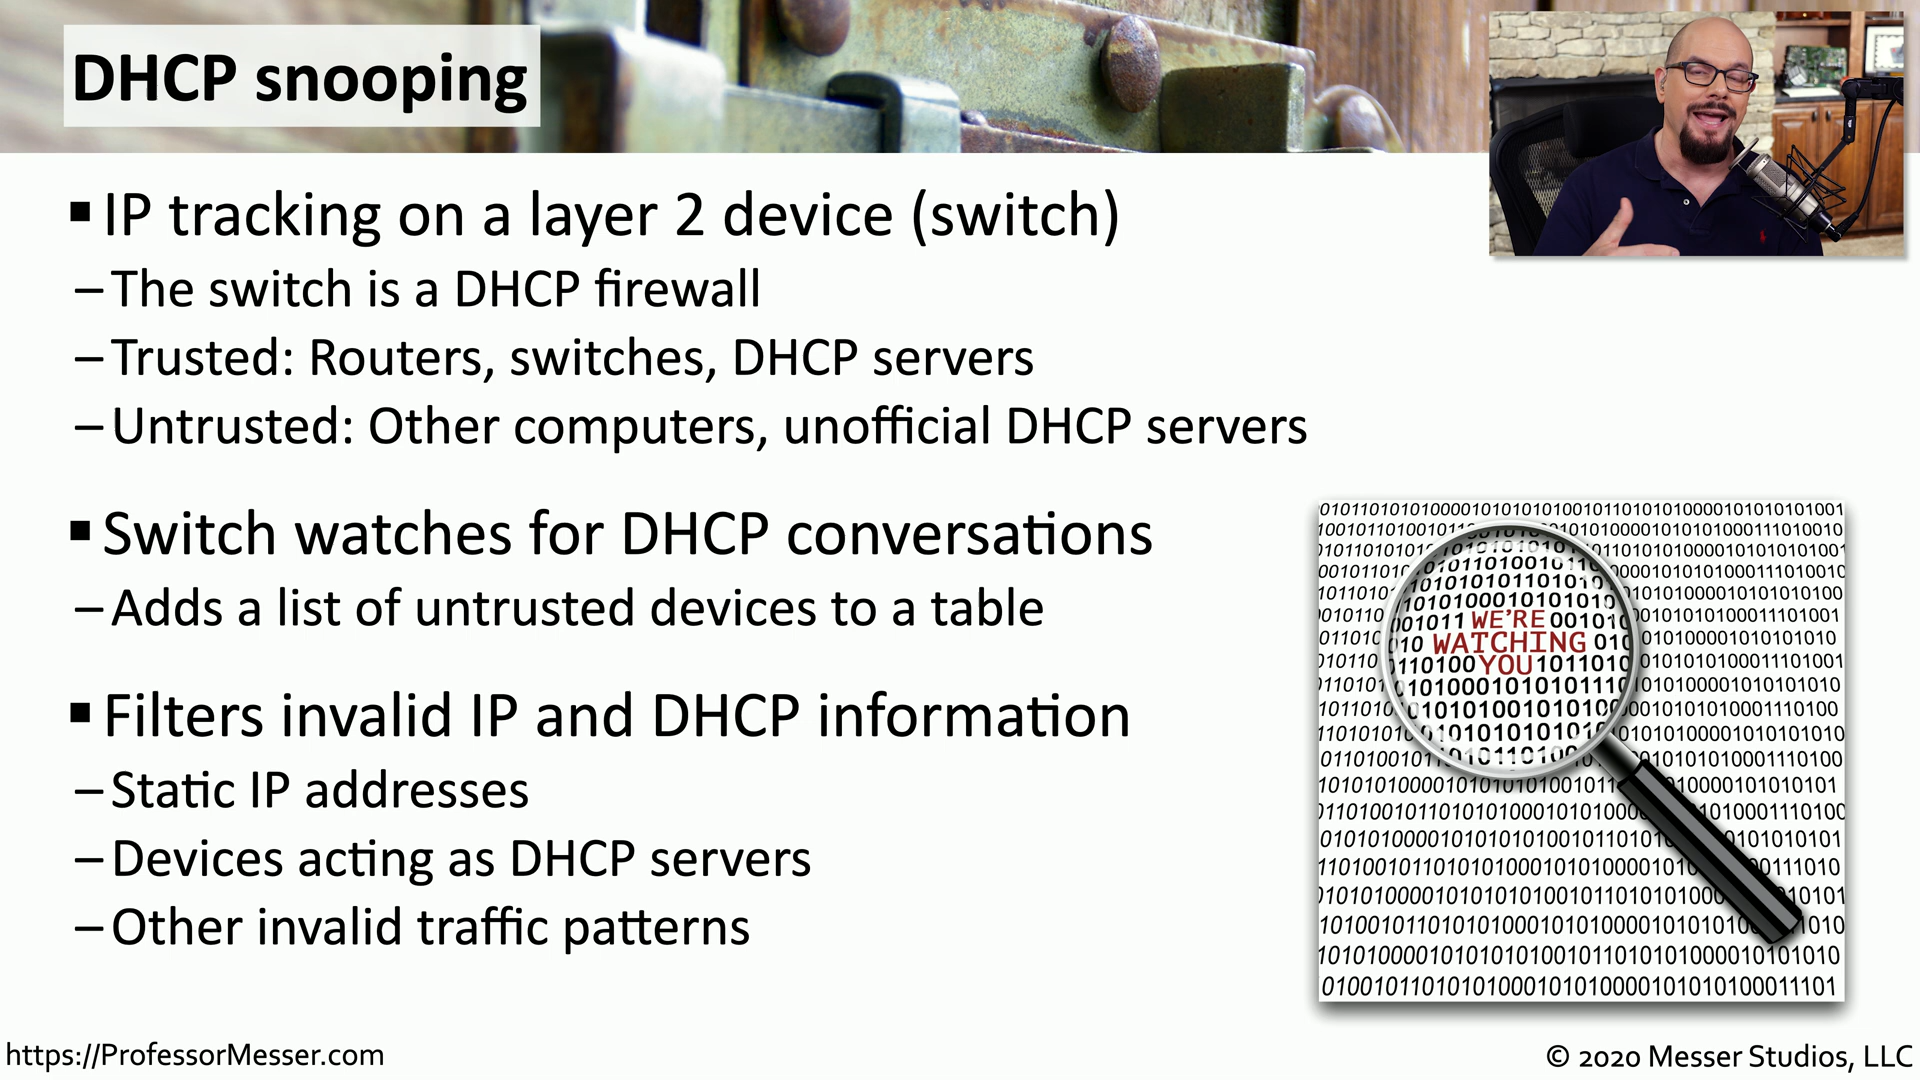 DHCP snooping
▪ IP tracking on a layer 2 device (switch)
– The switch is a DHCP firewall
– Trusted: Routers, switches, DHCP servers
– Untrusted: Other computers, unofficial DHCP servers
▪ Switch watches for DHCP conversations
– Adds a list of untrusted devices to a table
▪ Filters invalid IP and DHCP information
– Static IP addresses
– Devices acting as DHCP servers
– Other invalid traffic patterns
WE'RE
WATCHING
YOU
https://ProfessorMesser.com
© 2020 Messer Studios, LLC